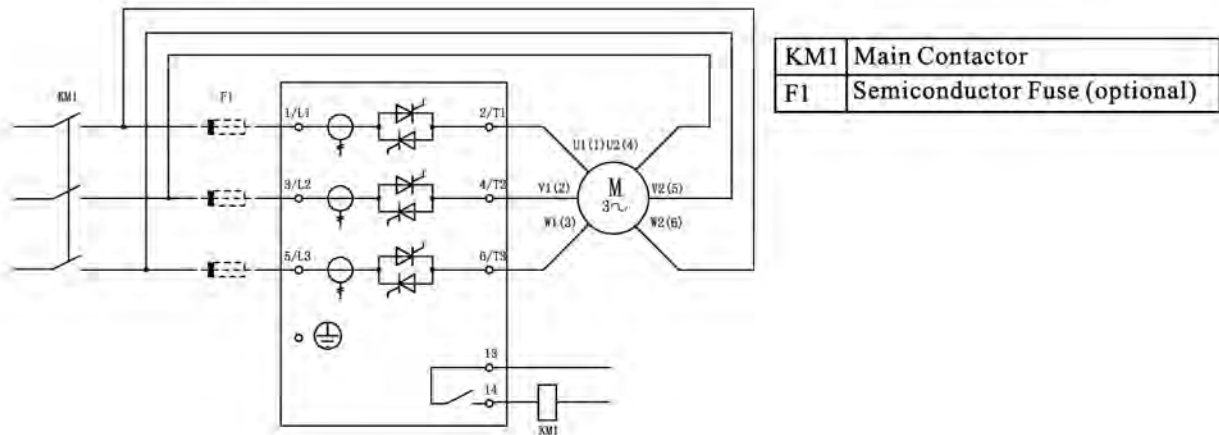 KM1 Main Contactor
F1 Semiconductor Fuse (optional)
KM1
F1
1/L1
2/T1
U1(1)U2(4)
3/L2
4/T2
V1(2)
M
3~
V2(5)
W1(3)
W2(6)
5/L3
6/T3
13
14
KM1